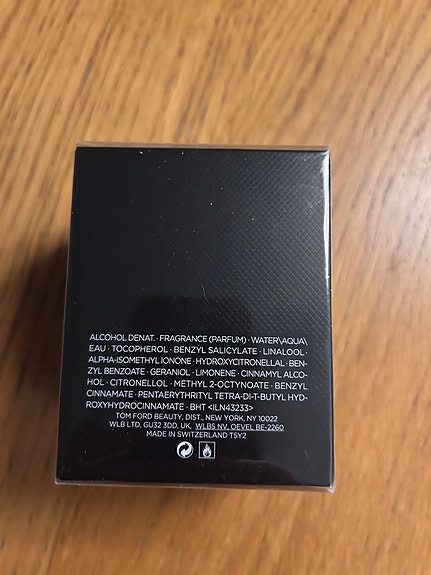 ALCOHOL DENAT. · FRAGRANCE (PARFUM) · WATER\AQUA\
EAU · TOCOPHEROL · BENZYL SALICYLATE · LINALOOL ·
ALPHA-ISOMETHYL IONONE · HYDROXYCITRONELLAL · BEN-
ZYL BENZOATE · GERANIOL · LIMONENE · CINNAMYL ALCO-
HOL · CITRONELLOL · METHYL 2-OCTYNOATE · BENZYL
CINNAMATE · PENTAERYTHRITYL TETRA-DI-T-BUTYL HYD-
ROXYHYDROCINNAMATE · BHT <ILN43233>
TOM FORD BEAUTY, DIST., NEW YORK, NY 10022
WLB LTD, GU32 3DD, UK, WLBS NV, OEVEL BE-2260
MADE IN SWITZERLAND T5Y2